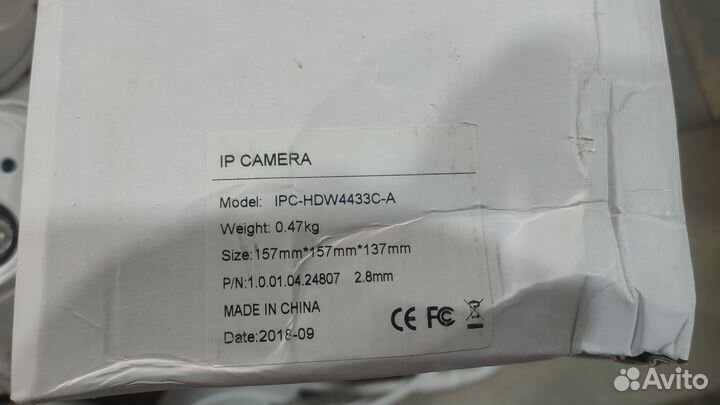 IP CAMERA
Model: IPC-HDW4433C-A
Weight: 0.47kg
Size:157mm*157mm*137mm
P/N:1.0.01.04.24807 2.8mm
MADE IN CHINA
Date:2018-09
CE FC
Avito